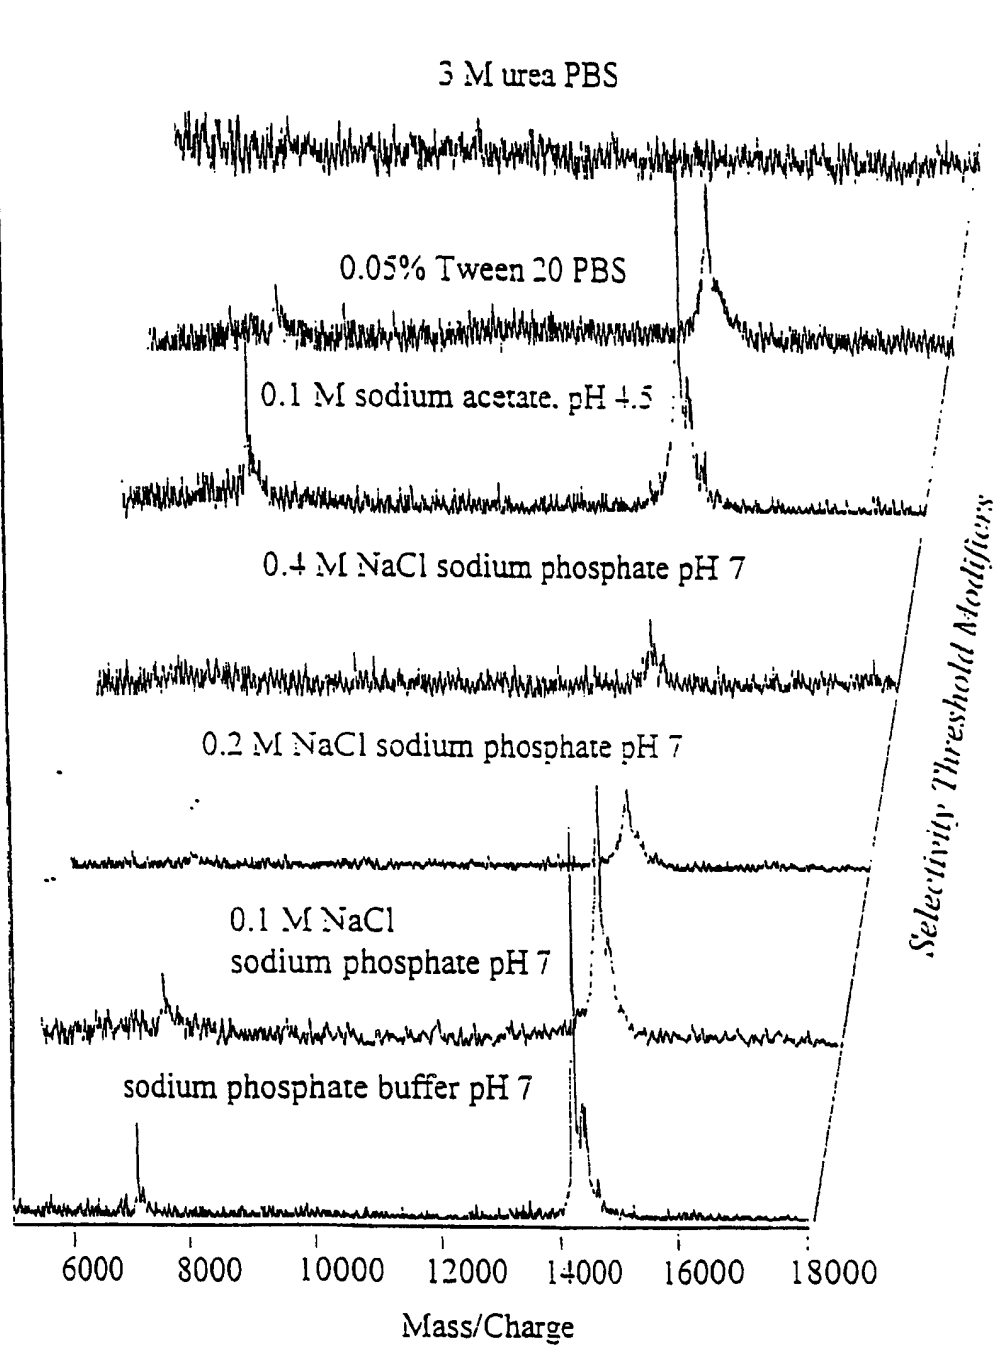 3 M urea PBS
0.05% Tween 20 PBS
0.1 M sodium acetate. pH 4.5
0.4 M NaCl sodium phosphate pH 7
0.2 M NaCl sodium phosphate pH 7
0.1 M NaCl
sodium phosphate pH 7
sodium phosphate buffer pH 7
Selectivity Threshold Modifiers
6000 8000 10000 12000 14000 16000 18000
Mass/Charge